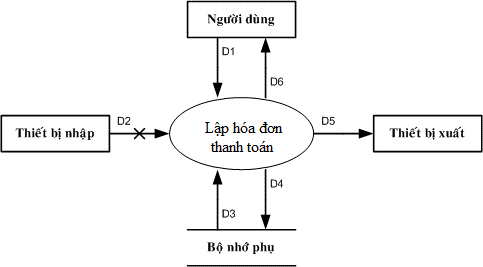 Người dùng
D1
D6
Thiết bị nhập
D2
Lập hóa đơn
thanh toán
D5
Thiết bị xuất
D4
D3
Bộ nhớ phụ